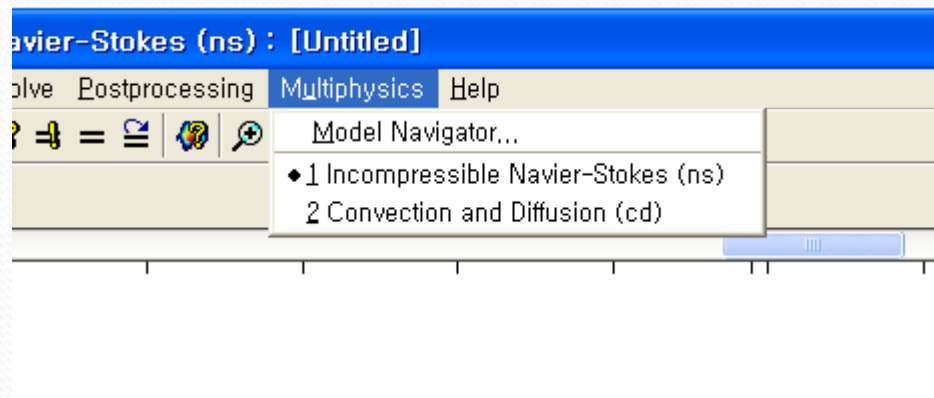 avier-Stokes (ns) : [Untitled]
olve Postprocessing Multiphysics Help
Model Navigator...
1 Incompressible Navier-Stokes (ns)
2 Convection and Diffusion (cd)